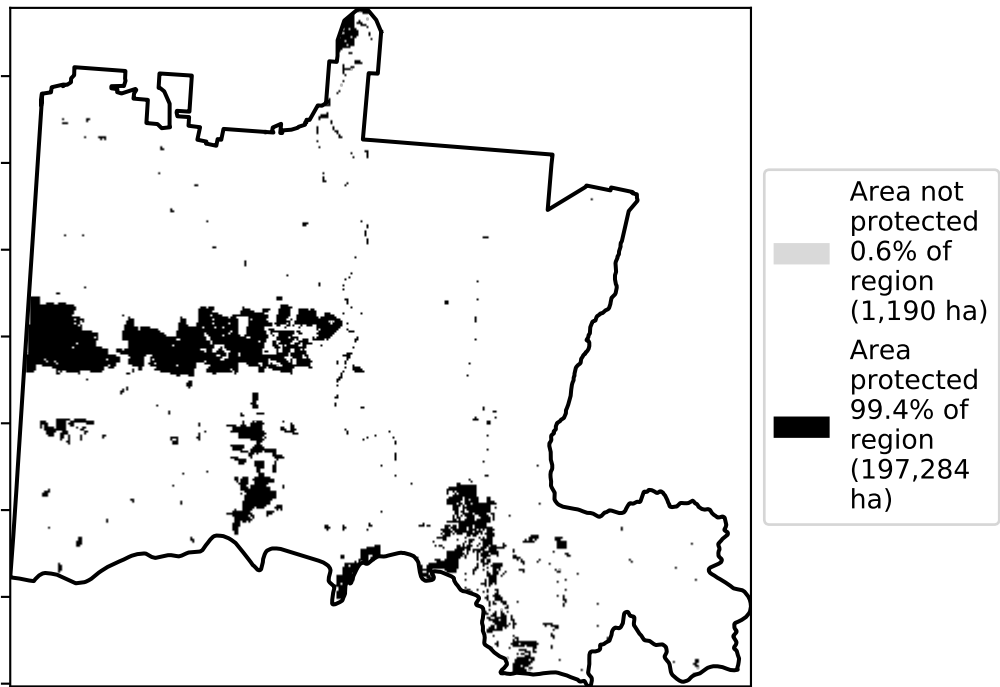 Area not
protected
0.6% of
region
(1,190 ha)
Area
protected
99.4% of
region
(197,284
ha)